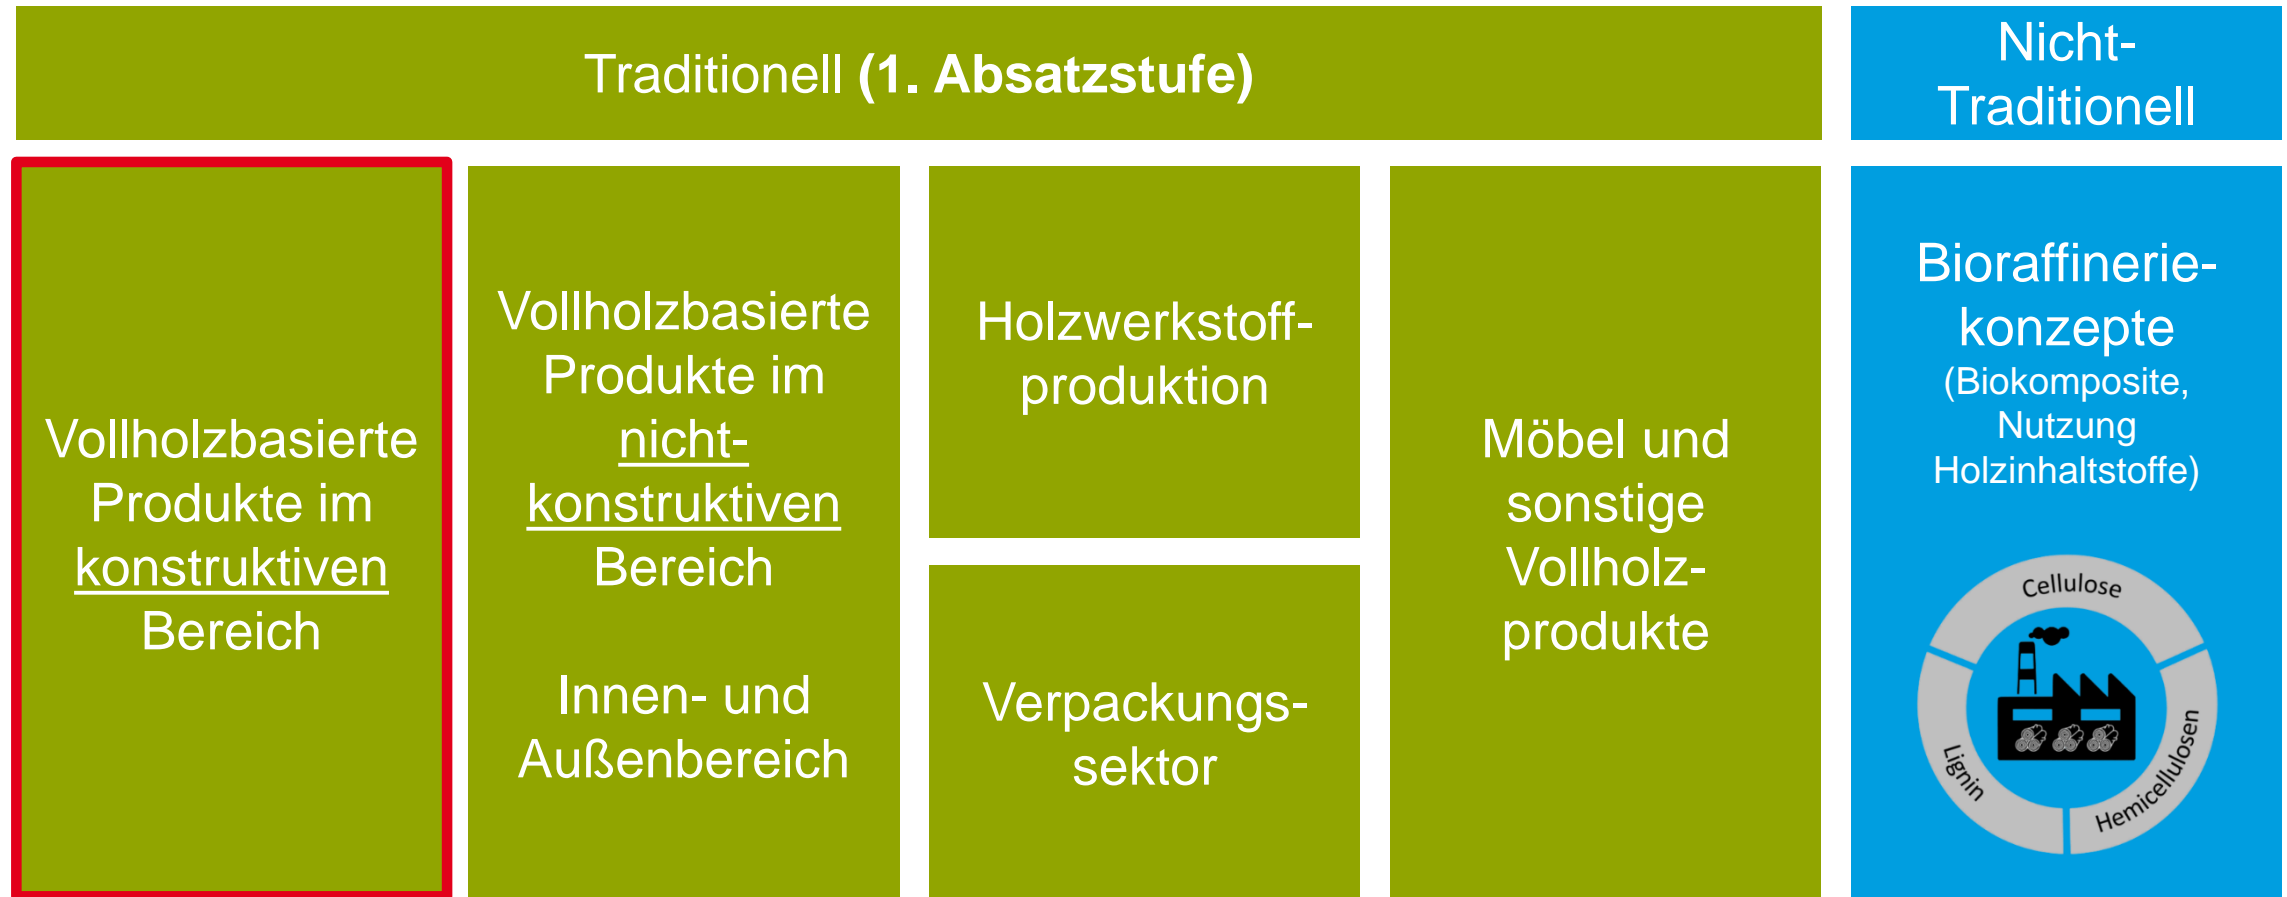 Traditionell (1. Absatzstufe)
Nicht-
Traditionell
Vollholzbasierte
Produkte im
konstruktiven
Bereich
Vollholzbasierte
Produkte im
nicht-
konstruktiven
Bereich
Innen- und
Außenbereich
Holzwerkstoff-
produktion
Verpackungs-
sektor
Möbel und
sonstige
Vollholz-
produkte
Bioraffinerie-
konzepte
(Biokomposite,
Nutzung
Holzinhaltstoffe)
Cellulose
Lignin
Hemicellulosen